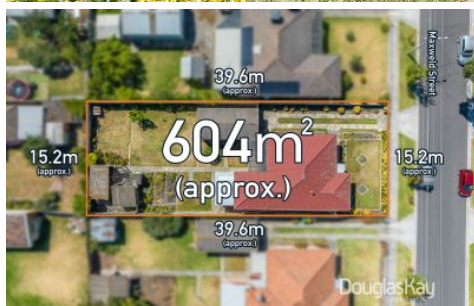 39.6m
(approx.)
Maxweld Street
604m²
(approx.)
15.2m
(approx.)
15.2m
(approx.)
39.6m
(approx.)
DouglasKay